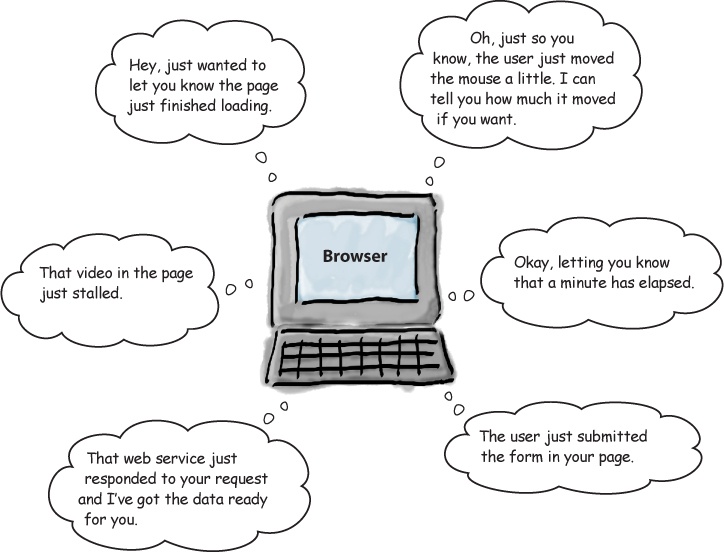 Hey, just wanted to
let you know the page
just finished loading.
Oh, just so you
know, the user just moved
the mouse a little. I can
tell you how much it moved
if you want.
That video in the page
just stalled.
Browser
Okay, letting you know
that a minute has elapsed.
That web service just
responded to your request
and I've got the data ready
for you.
The user just submitted
the form in your page.